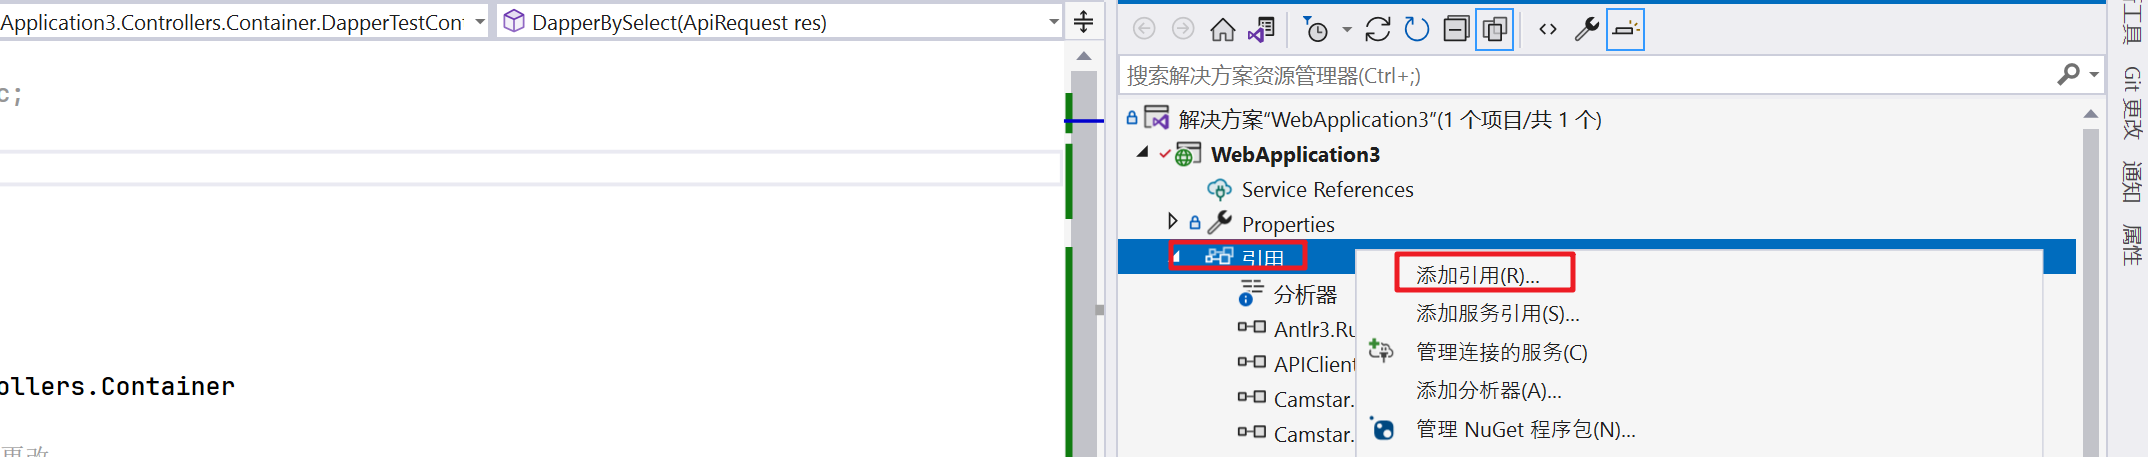 Application3.Controllers.Container.DapperTestCont
DapperBySelect(ApiRequest res)
c;
ollers.Container
更改
搜索解决方案资源管理器(Ctrl+;)
解决方案“WebApplication3”(1 个项目/共 1 个)
WebApplication3
Service References
Properties
引用
分析器
Antlr3.Ru
APIClient
Camstar.
Camstar.
添加引用(R)...
添加服务引用(S)...
管理连接的服务(C)
添加分析器(A)...
管理 NuGet 程序包(N)...
工具
Git 更改
通知
属性